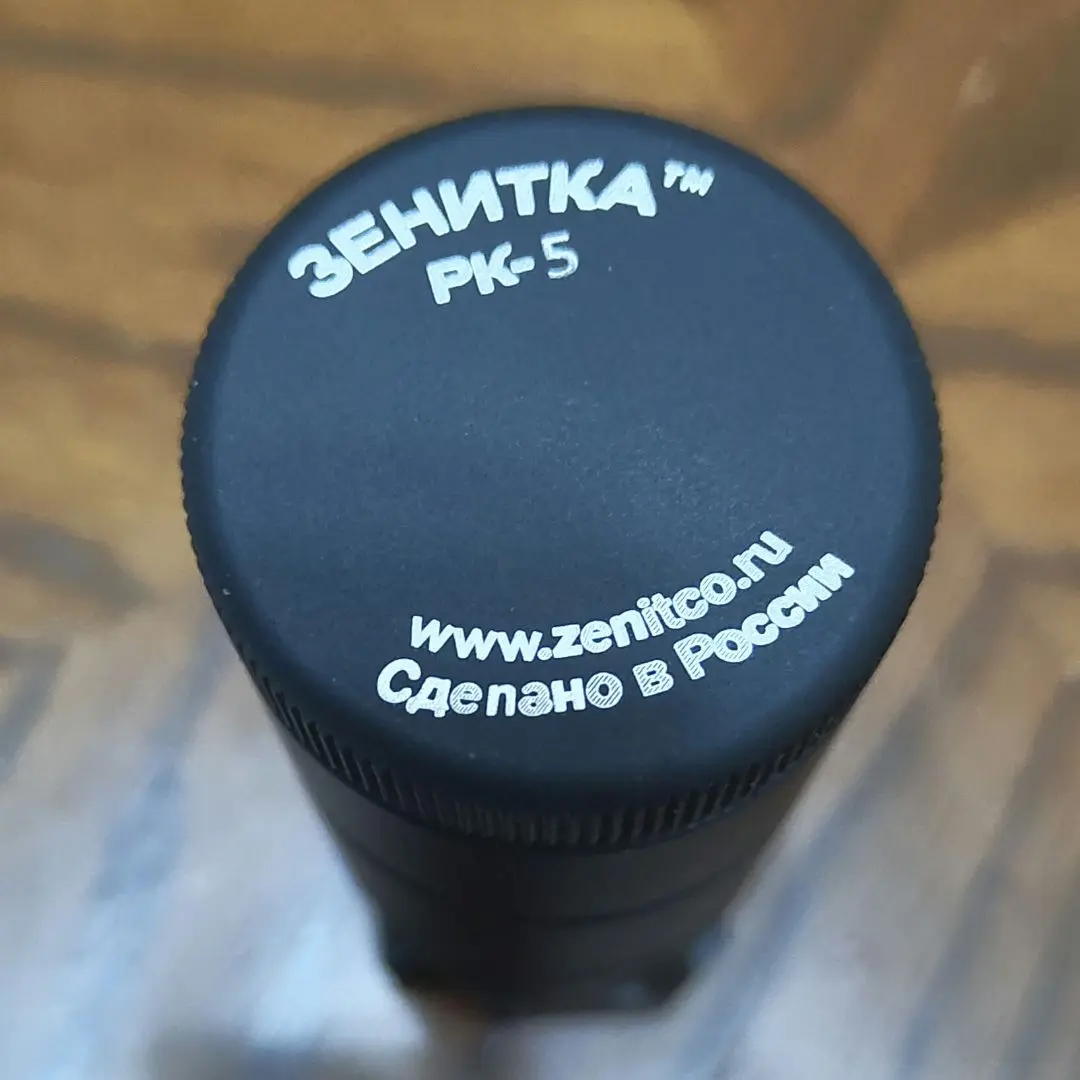 ЗЕНИТКА™
РК-5
www.zenitco.ru
Сделано в России